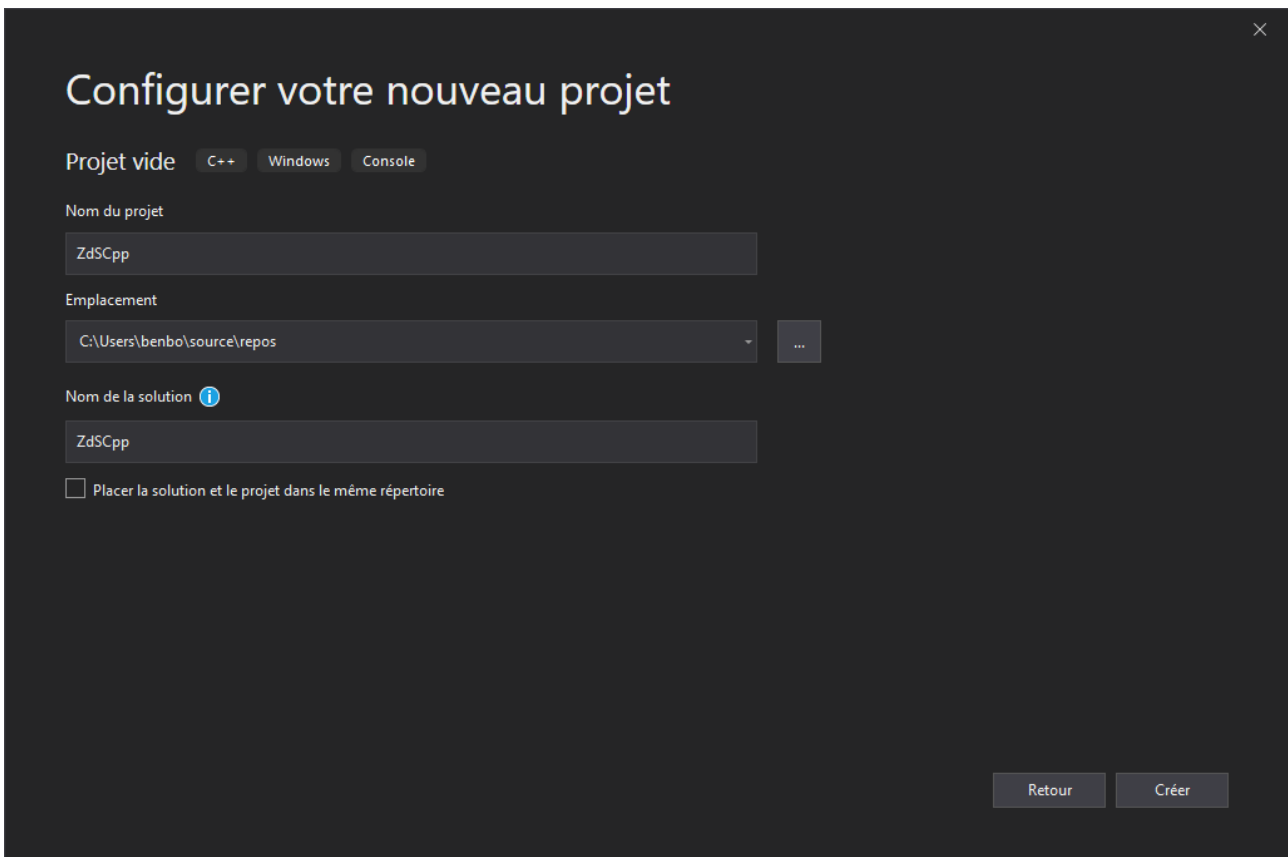 Configurer votre nouveau projet
Projet vide C++ Windows Console
Nom du projet
ZdSCpp
Emplacement
C:\Users\benbo\source\repos
...
Nom de la solution
ZdSCpp
Placer la solution et le projet dans le même répertoire
Retour Créer